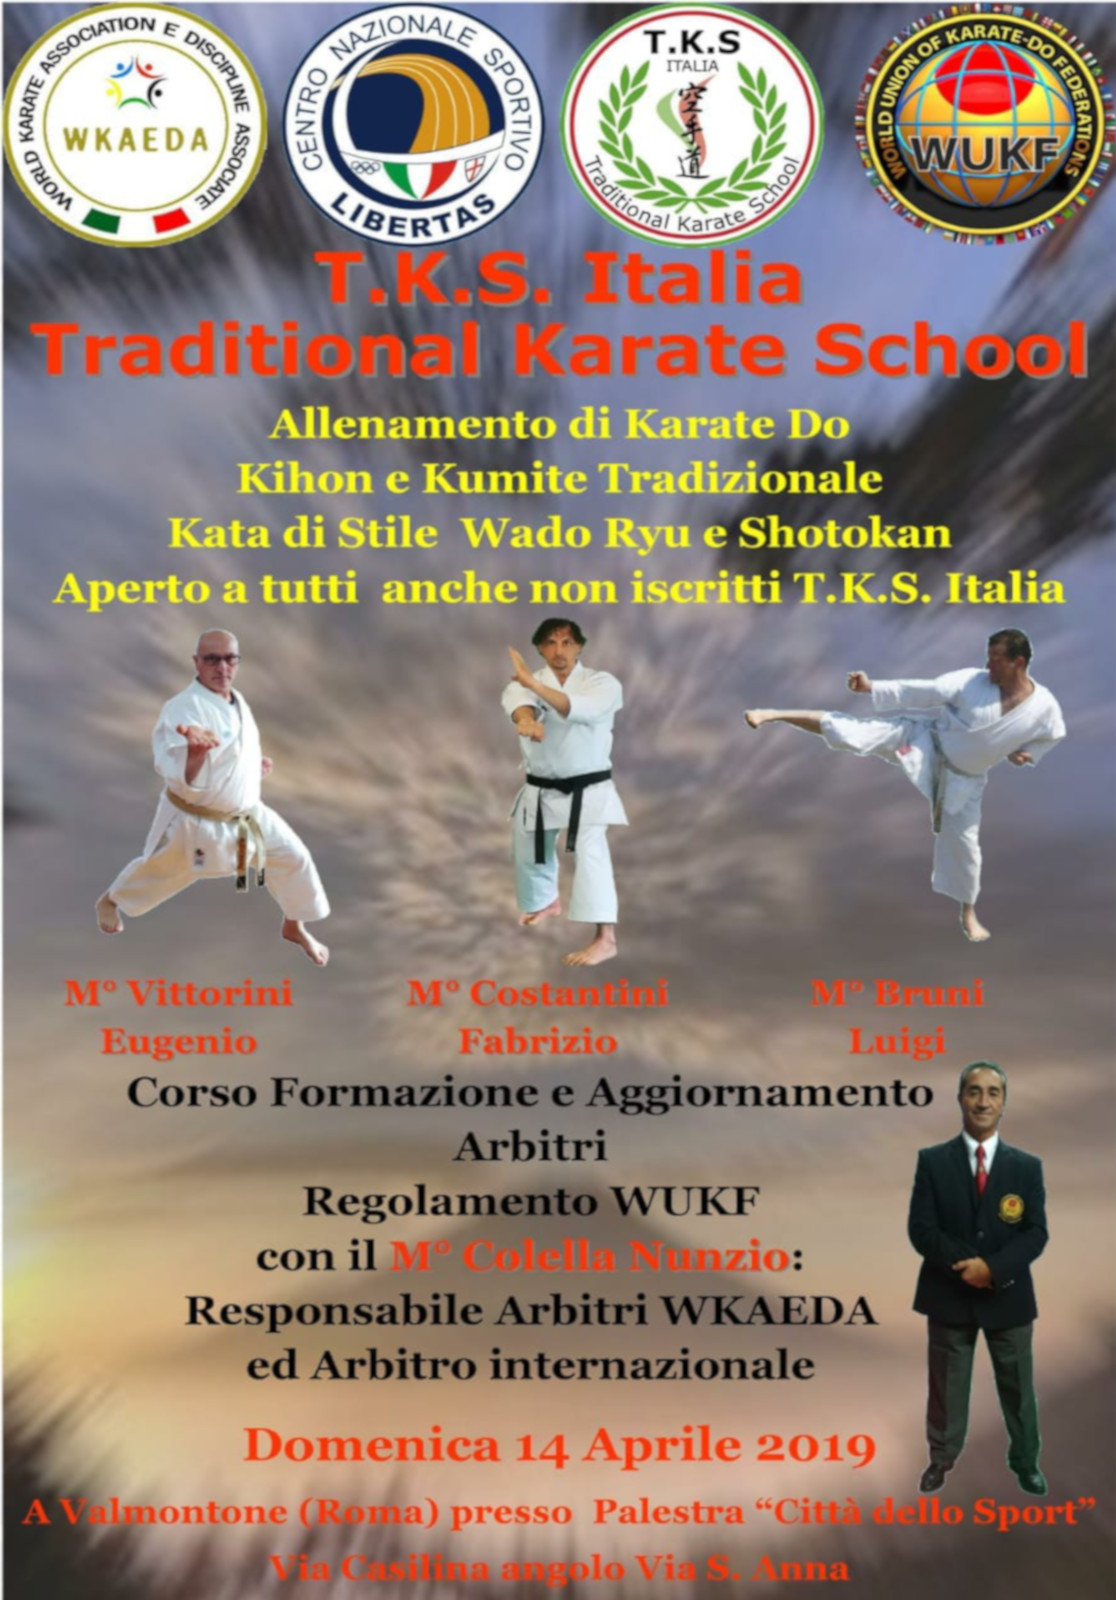 WORLD KARATE ASSOCIATION E DISCIPLINE ASSOCIATE
WKAEDA
CENTRO NAZIONALE SPORTIVO
LIBERTAS
T.K.S
ITALIA
空
手
道
Traditional Karate School
WORLD UNION OF KARATE-DO FEDERATIONS
WUKF
T.K.S. Italia
Traditional Karate School
Allenamento di Karate Do
Kihon e Kumite Tradizionale
Kata di Stile Wado Ryu e Shotokan
Aperto a tutti anche non iscritti T.K.S. Italia
M° Vittorini
Eugenio
M° Costantini
Fabrizio
M° Bruni
Luigi
Corso Formazione e Aggiornamento
Arbitri
Regolamento WUKF
con il M° Colella Nunzio:
Responsabile Arbitri WKAEDA
ed Arbitro internazionale
Domenica 14 Aprile 2019
A Valmontone (Roma) presso Palestra “Città dello Sport”
Via Casilina angolo Via S. Anna